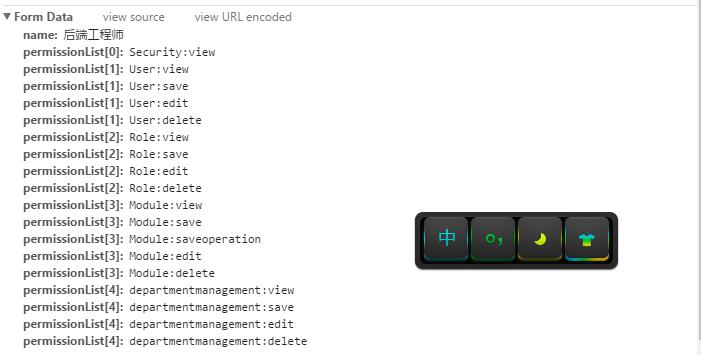 Form Data view source view URL encoded
name: 后端工程师
permissionList[0]: Security:view
permissionList[1]: User:view
permissionList[1]: User:save
permissionList[1]: User:edit
permissionList[1]: User:delete
permissionList[2]: Role:view
permissionList[2]: Role:save
permissionList[2]: Role:edit
permissionList[2]: Role:delete
permissionList[3]: Module:view
permissionList[3]: Module:save
permissionList[3]: Module:saveoperation
permissionList[3]: Module:edit
permissionList[3]: Module:delete
permissionList[4]: departmentmanagement:view
permissionList[4]: departmentmanagement:save
permissionList[4]: departmentmanagement:edit
permissionList[4]: departmentmanagement:delete
中